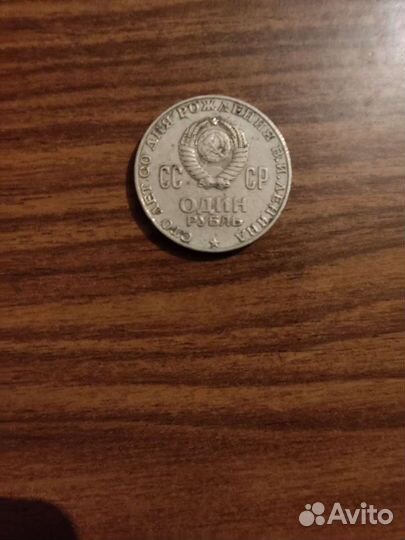 СТО ЛЕТ СО ДНЯ РОЖДЕНИЯ В.И.ЛЕНИНА
СС СР
ОДИН
РУБЛЬ
Avito